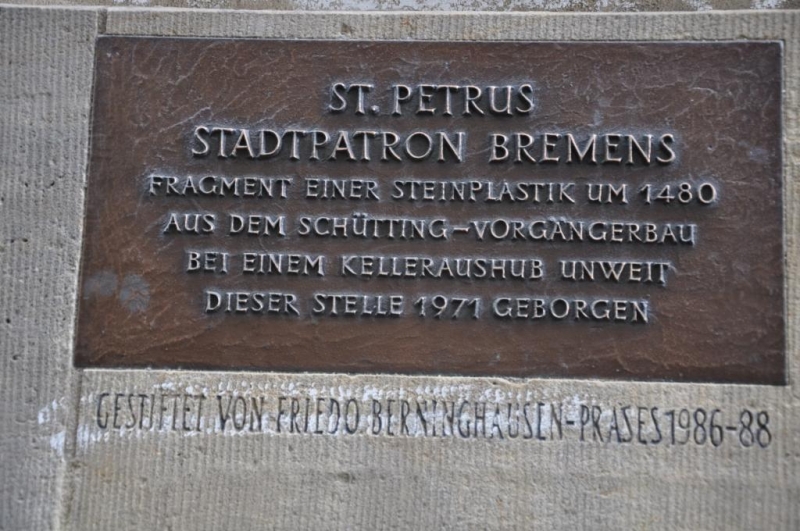 ST. PETRUS
STADTPATRON BREMENS
FRAGMENT EINER STEINPLASTIK UM 1480
AUS DEM SCHÜTTING-VORGÄNGERBAU
BEI EINEM KELLERAUSHUB UNWEIT
DIESER STELLE 1971 GEBORGEN
GESTIFTET VON FRIEDO BERNINGHAUSEN-PRÄSES 1986-88